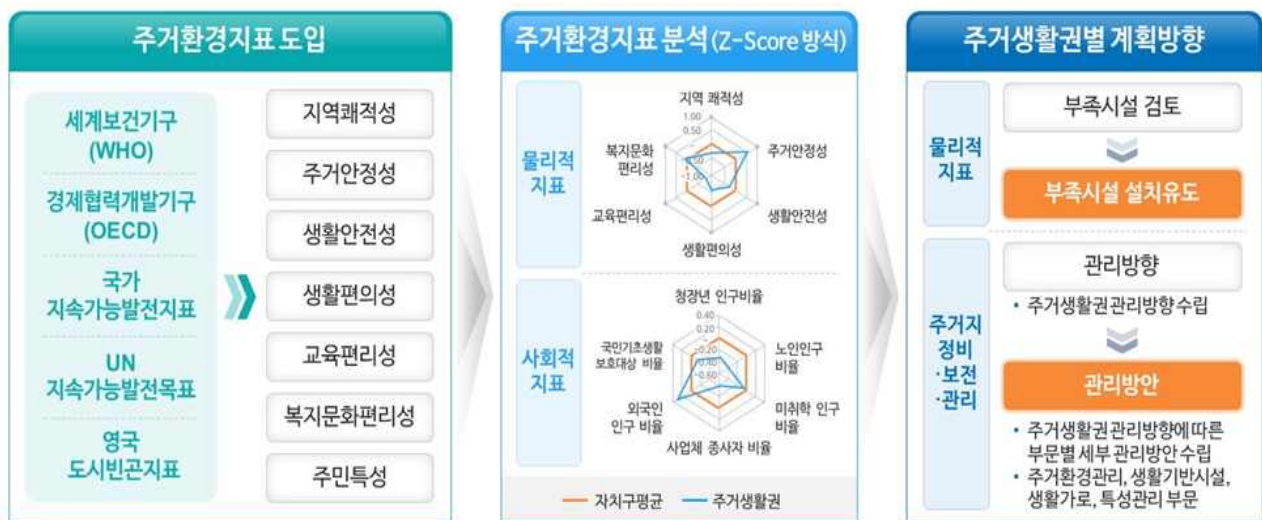 주거환경지표 도입
세계보건기구
(WHO)
경제협력개발기구
(OECD)
국가
지속가능발전지표
UN
지속가능발전목표
영국
도시빈곤지표
지역쾌적성
주거안정성
생활안전성
생활편의성
교육편리성
복지문화편리성
주민특성
주거환경지표 분석 (Z-Score 방식)
물리적
지표
지역 쾌적성
1.00
0.50
-1.00
복지문화
편리성
주거안정성
교육편리성
생활안전성
생활편의성
사회적
지표
청장년 인구비율
0.40
0.20
-0.20
-0.40
-0.60
국민기초생활
보호대상 비율
노인인구
비율
외국인
인구 비율
미취학 인구
비율
사업체 종사자 비율
자치구평균
주거생활권
주거생활권별 계획방향
물리적
지표
부족시설 검토
부족시설 설치유도
주거지
정비
·보전
·관리
관리방향
• 주거생활권 관리방향 수립
관리방안
• 주거생활권 관리방향에 따른
부문별 세부 관리방안 수립
• 주거환경관리, 생활기반시설,
생활가로, 특성관리 부문